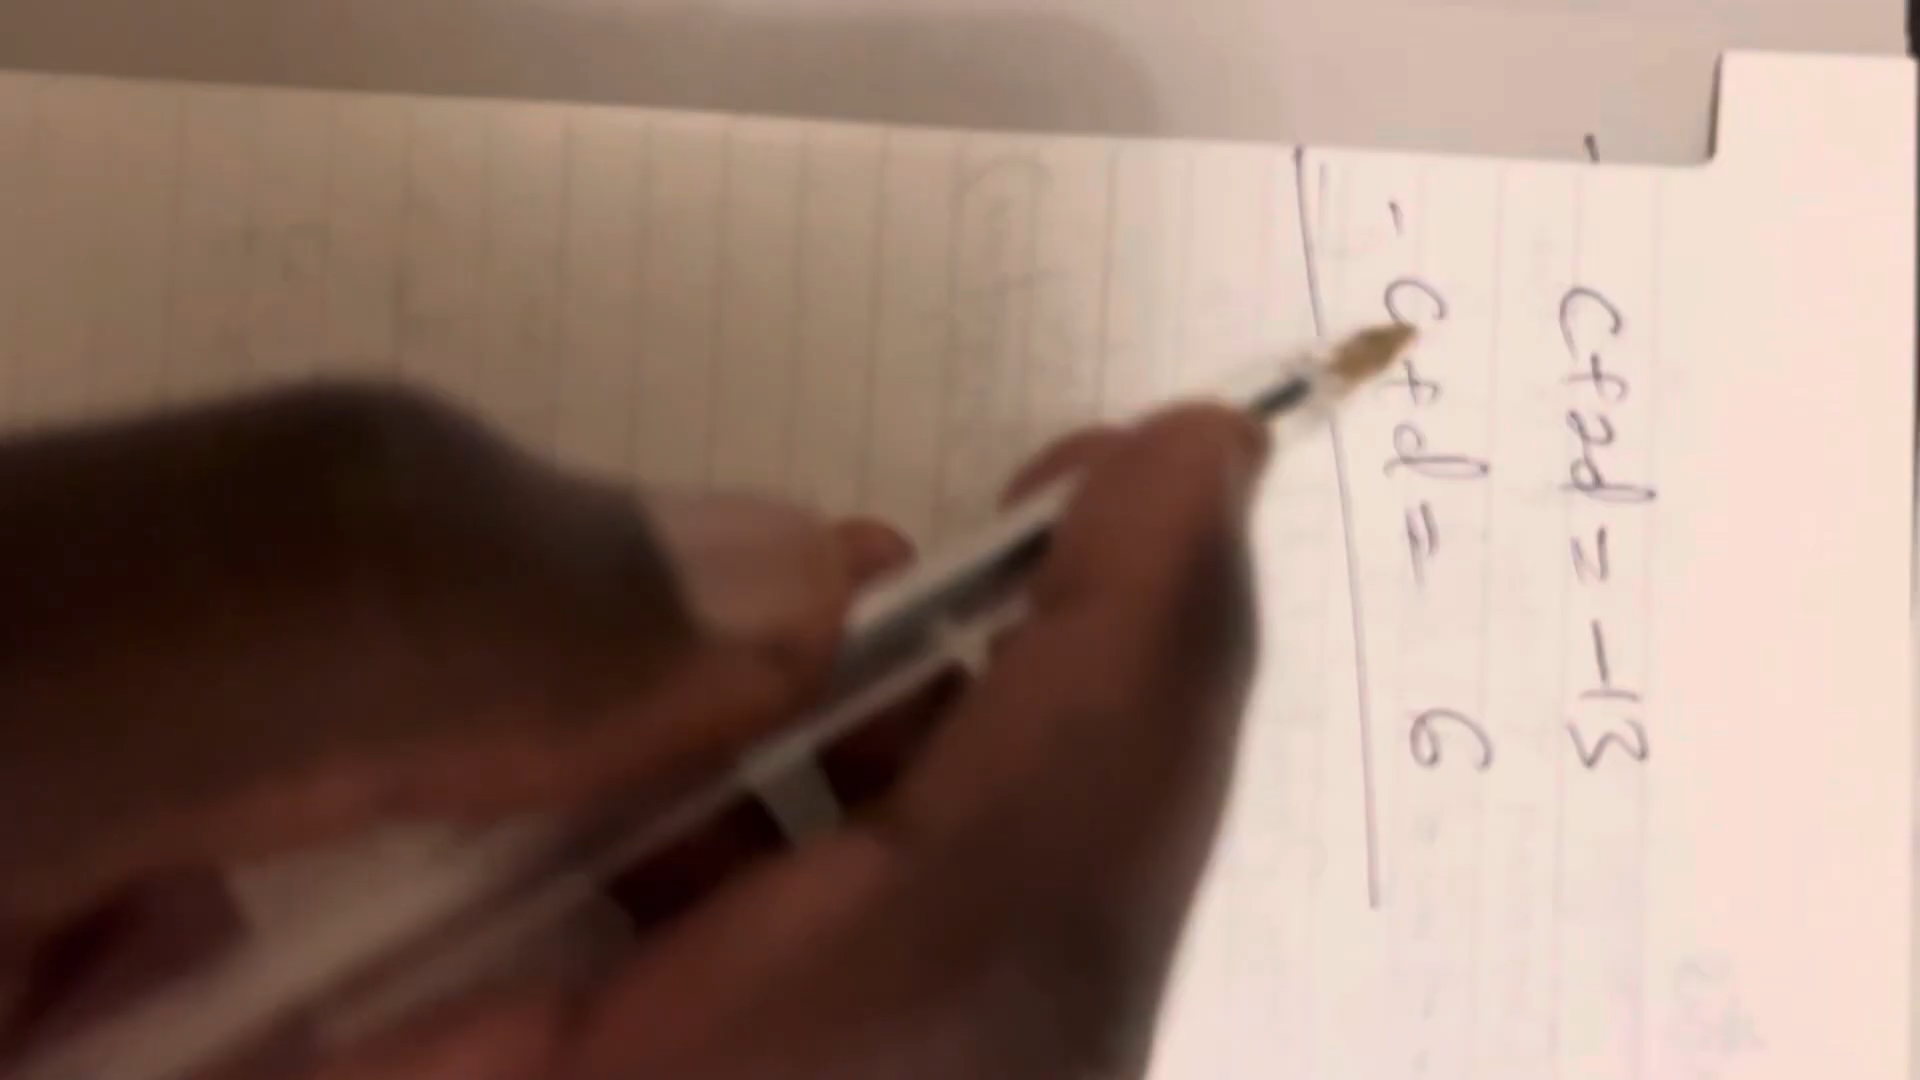 c+2d = -13
- c+d = 6